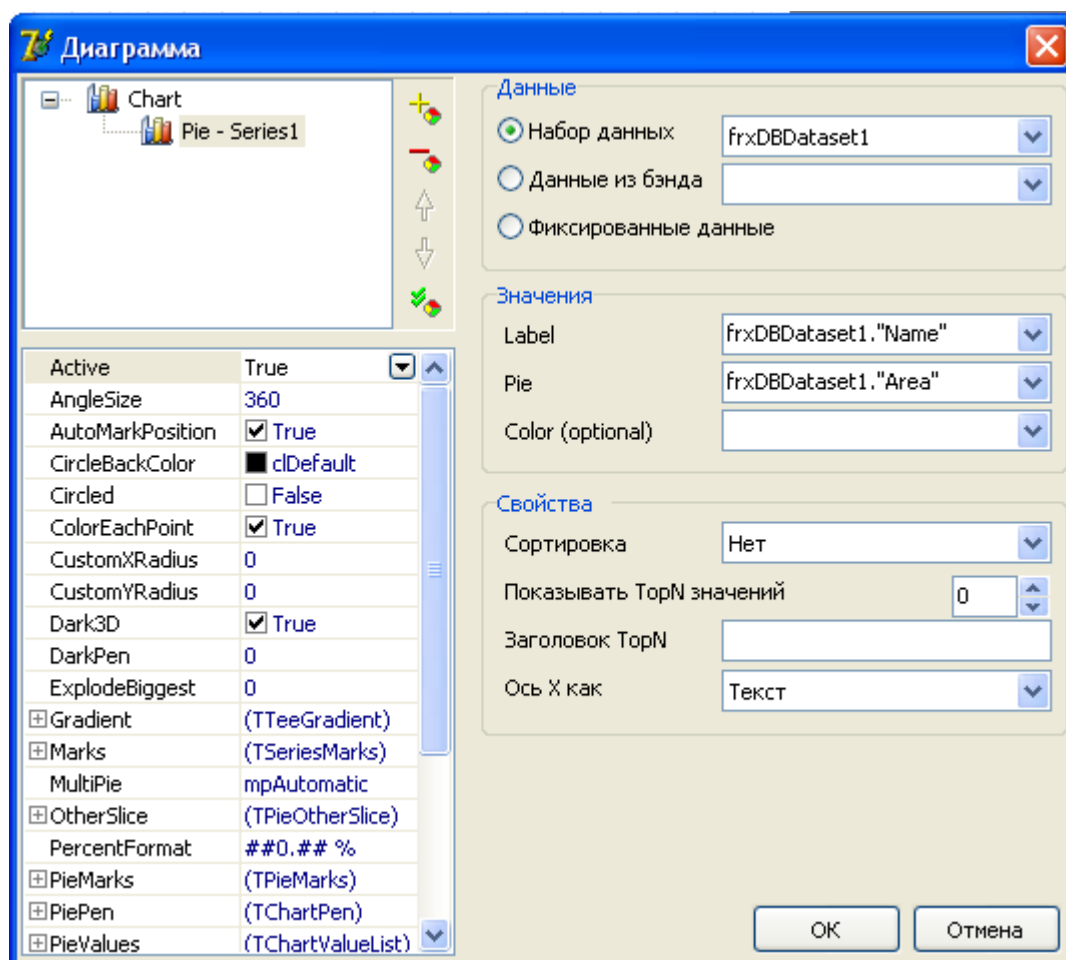 Диаграмма
Chart
Pie - Series1
Active True
AngleSize 360
AutoMarkPosition True
CircleBackColor clDefault
Circled False
ColorEachPoint True
CustomXRadius 0
CustomYRadius 0
Dark3D True
DarkPen 0
ExplodeBiggest 0
Gradient (TTeeGradient)
Marks (TSeriesMarks)
MultiPie mpAutomatic
OtherSlice (TPieOtherSlice)
PercentFormat ##0.## %
PieMarks (TPieMarks)
PiePen (TChartPen)
PieValues (TChartValueList)
Данные
Набор данных frxDBDataset1
Данные из бэнда
Фиксированные данные
Значения
Label frxDBDataset1."Name"
Pie frxDBDataset1."Area"
Color (optional)
Свойства
Сортировка Нет
Показывать TopN значений 0
Заголовок TopN
Ось X как Текст
ОК Отмена